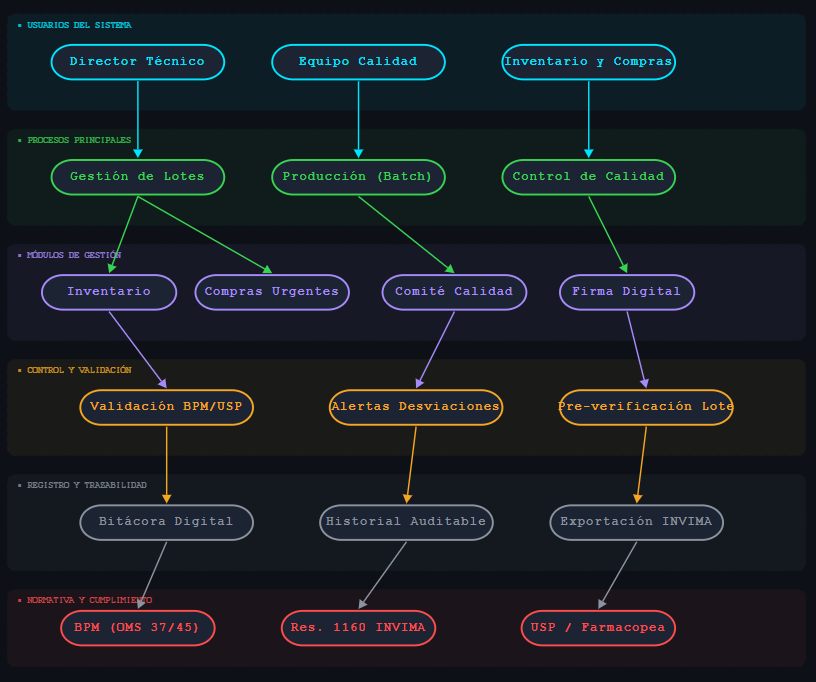 ▪ USUARIOS DEL SISTEMA
Director Técnico
Equipo Calidad
Inventario y Compras
▪ PROCESOS PRINCIPALES
Gestión de Lotes
Producción (Batch)
Control de Calidad
▪ MÓDULOS DE GESTIÓN
Inventario
Compras Urgentes
Comité Calidad
Firma Digital
▪ CONTROL Y VALIDACIÓN
Validación BPM/USP
Alertas Desviaciones
Pre-verificación Lote
▪ REGISTRO Y TRAZABILIDAD
Bitácora Digital
Historial Auditable
Exportación INVIMA
▪ NORMATIVA Y CUMPLIMIENTO
BPM (OMS 37/45)
Res. 1160 INVIMA
USP / Farmacopea